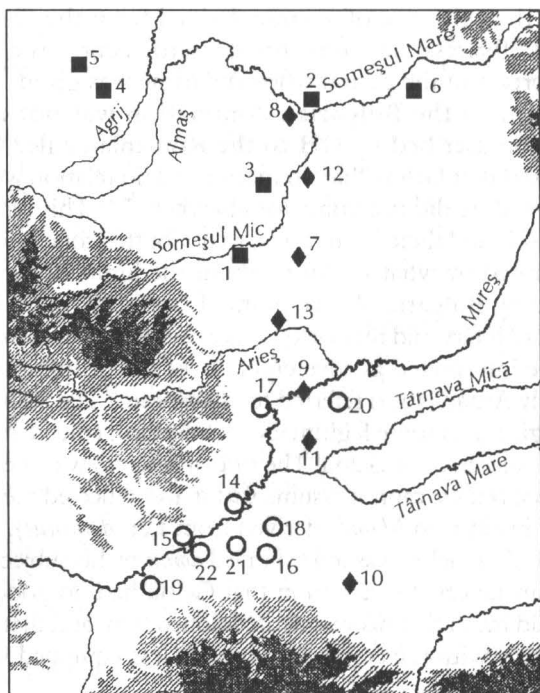 5
4
2
Someşul Mare
6
8
Agrij
Almaş
12
3
Someşul Mic
1
7
Mureş
13
Arieş
9
17
20
Târnava Mică
11
Târnava Mare
14
18
15
22
21
16
19
10